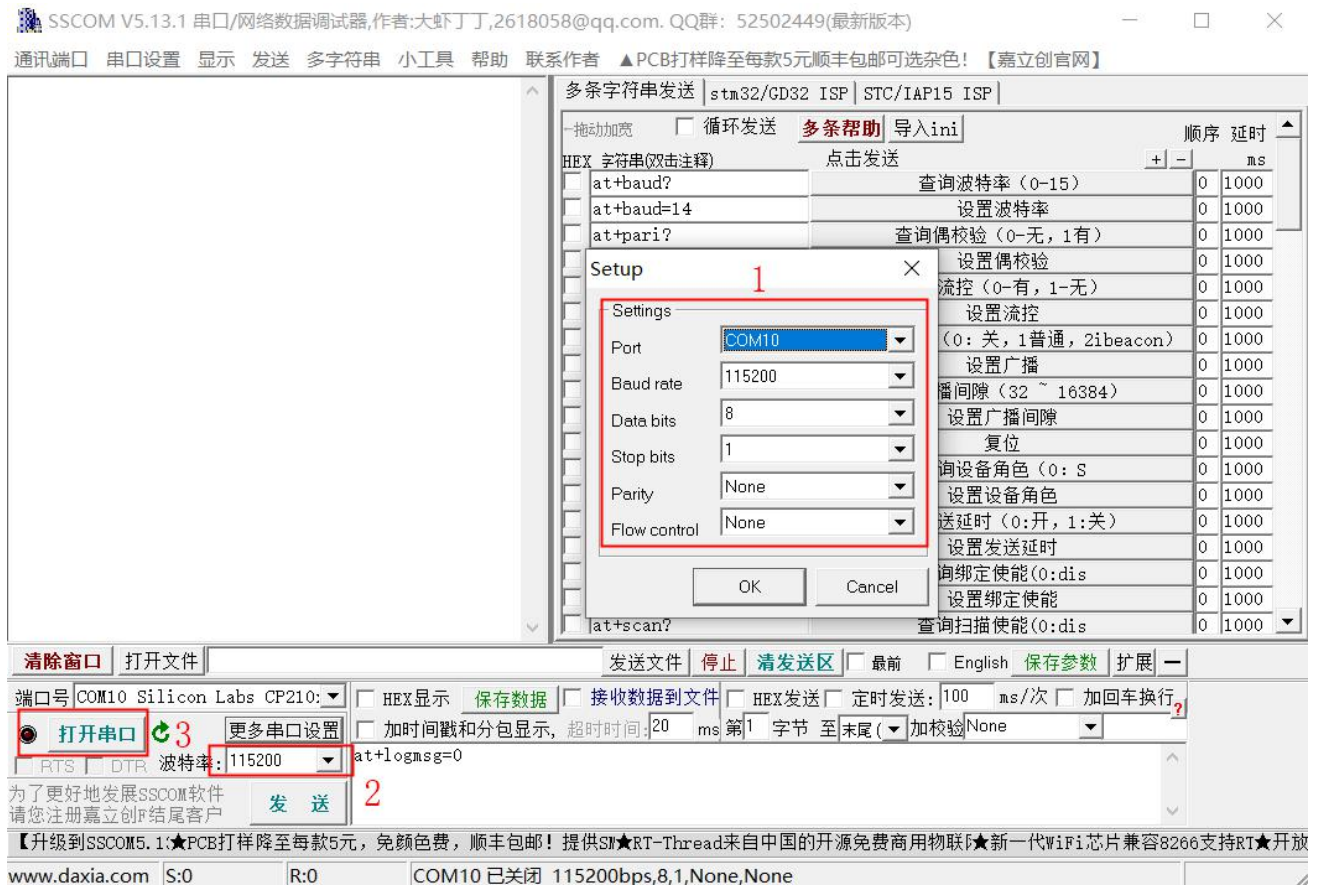 SSCOM V5.13.1 串口/网络数据调试器,作者:大虾丁丁,2618058@qq.com. QQ群: 52502449(最新版本)
通讯端口 串口设置 显示 发送 多字符串 小工具 帮助 联系作者 ▲PCB打样降至每款5元顺丰包邮可选杂色！【嘉立创官网】
多条字符串发送 stm32/GD32 ISP STC/IAP15 ISP
←拖动加宽 循环发送 多条帮助 导入ini 顺序 延时
HEX 字符串(双击注释) 点击发送 + - ms
at+baud? 查询波特率（0-15） 0 1000
at+baud=14 设置波特率 0 1000
at+pari? 查询偶校验（0-无，1有） 0 1000
设置偶校验 0 1000
流控（0-有，1-无） 0 1000
设置流控 0 1000
（0: 关，1普通，2ibeacon） 0 1000
设置广播 0 1000
播间隙（32 ~ 16384） 0 1000
设置广播间隙 0 1000
复位 0 1000
询设备角色（0: S 0 1000
设置设备角色 0 1000
送延时（0:开，1:关） 0 1000
设置发送延时 0 1000
询绑定使能(0:dis 0 1000
设置绑定使能 0 1000
at+scan? 查询扫描使能(0:dis 0 1000
Setup
1
Settings
Port COM10
Baud rate 115200
Data bits 8
Stop bits 1
Parity None
Flow control None
OK Cancel
清除窗口 打开文件 发送文件 停止 清发送区 最前 English 保存参数 扩展 —
端口号 COM10 Silicon Labs CP210: HEX显示 保存数据 接收数据到文件 HEX发送 定时发送: 100 ms/次 加回车换行 ?
打开串口 3 更多串口设置 加时间戳和分包显示, 超时时间: 20 ms 第1 字节 至 末尾( 加校验 None
RTS DTR 波特率: 115200 at+logmsg=0
2
为了更好地发展SSCOM软件
请您注册嘉立创F结尾客户
发 送
【升级到SSCOM5.1 ★PCB打样降至每款5元，免颜色费，顺丰包邮！提供SM ★RT-Thread来自中国的开源免费商用物联 ★新一代WiFi芯片兼容8266支持RT★开放
www.daxia.com S:0 R:0 COM10 已关闭 115200bps,8,1,None,None